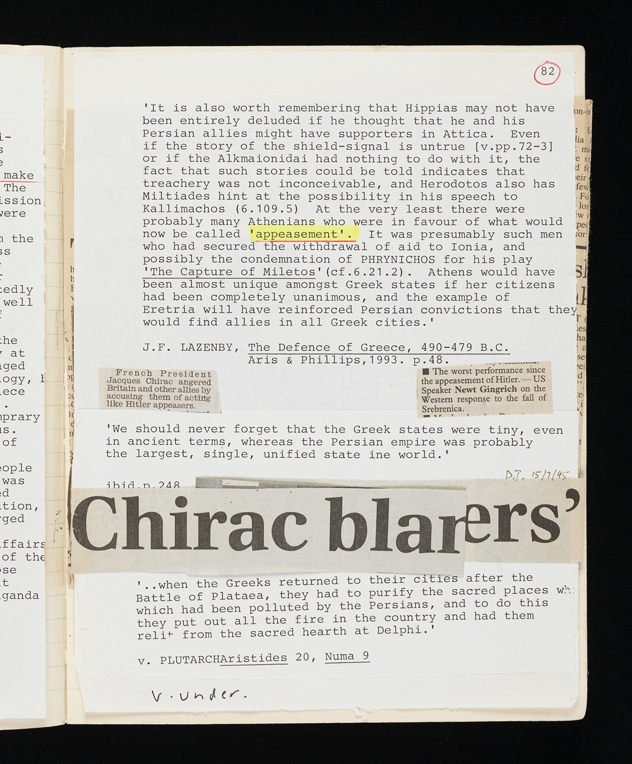 82
'It is also worth remembering that Hippias may not have
been entirely deluded if he thought that he and his
Persian allies might have supporters in Attica. Even
if the story of the shield-signal is untrue [v.pp.72-3]
or if the Alkmaionidai had nothing to do with it, the
fact that such stories could be told indicates that
treachery was not inconceivable, and Herodotos also has
Miltiades hint at the possibility in his speech to
Kallimachos (6.109.5) At the very least there were
probably many Athenians who were in favour of what would
now be called 'appeasement'. It was presumably such men
who had secured the withdrawal of aid to Ionia, and
possibly the condemnation of PHRYNICHOS for his play
'The Capture of Miletos'(cf.6.21.2). Athens would have
been almost unique amongst Greek states if her citizens
had been completely unanimous, and the example of
Eretria will have reinforced Persian convictions that they
would find allies in all Greek cities.'
J.F. LAZENBY, The Defence of Greece, 490-479 B.C.
Aris & Phillips,1993. p.48.
French President
Jacques Chirac angered
Britain and other allies by
accusing them of acting
like Hitler appeasers.
■ The worst performance since
the appeasement of Hitler. — US
Speaker Newt Gingrich on the
Western response to the fall of
Srebrenica.
'We should never forget that the Greek states were tiny, even
in ancient terms, whereas the Persian empire was probably
the largest, single, unified state ine world.'
D.T. 15/7/95
ibid.p.248
Chirac blamers'
'..when the Greeks returned to their cities after the
Battle of Plataea, they had to purify the sacred places wh
which had been polluted by the Persians, and to do this
they put out all the fire in the country and had them
relit from the sacred hearth at Delphi.'
v. PLUTARCHAristides 20, Numa 9
v. under.
make
The
ission
were
n the
ss
tedly
well
the
y at
aged
ology,
iece
mprary
us.
of
eople
was
ed
ition,
rged
ffairs
of the
ose
at
aganda